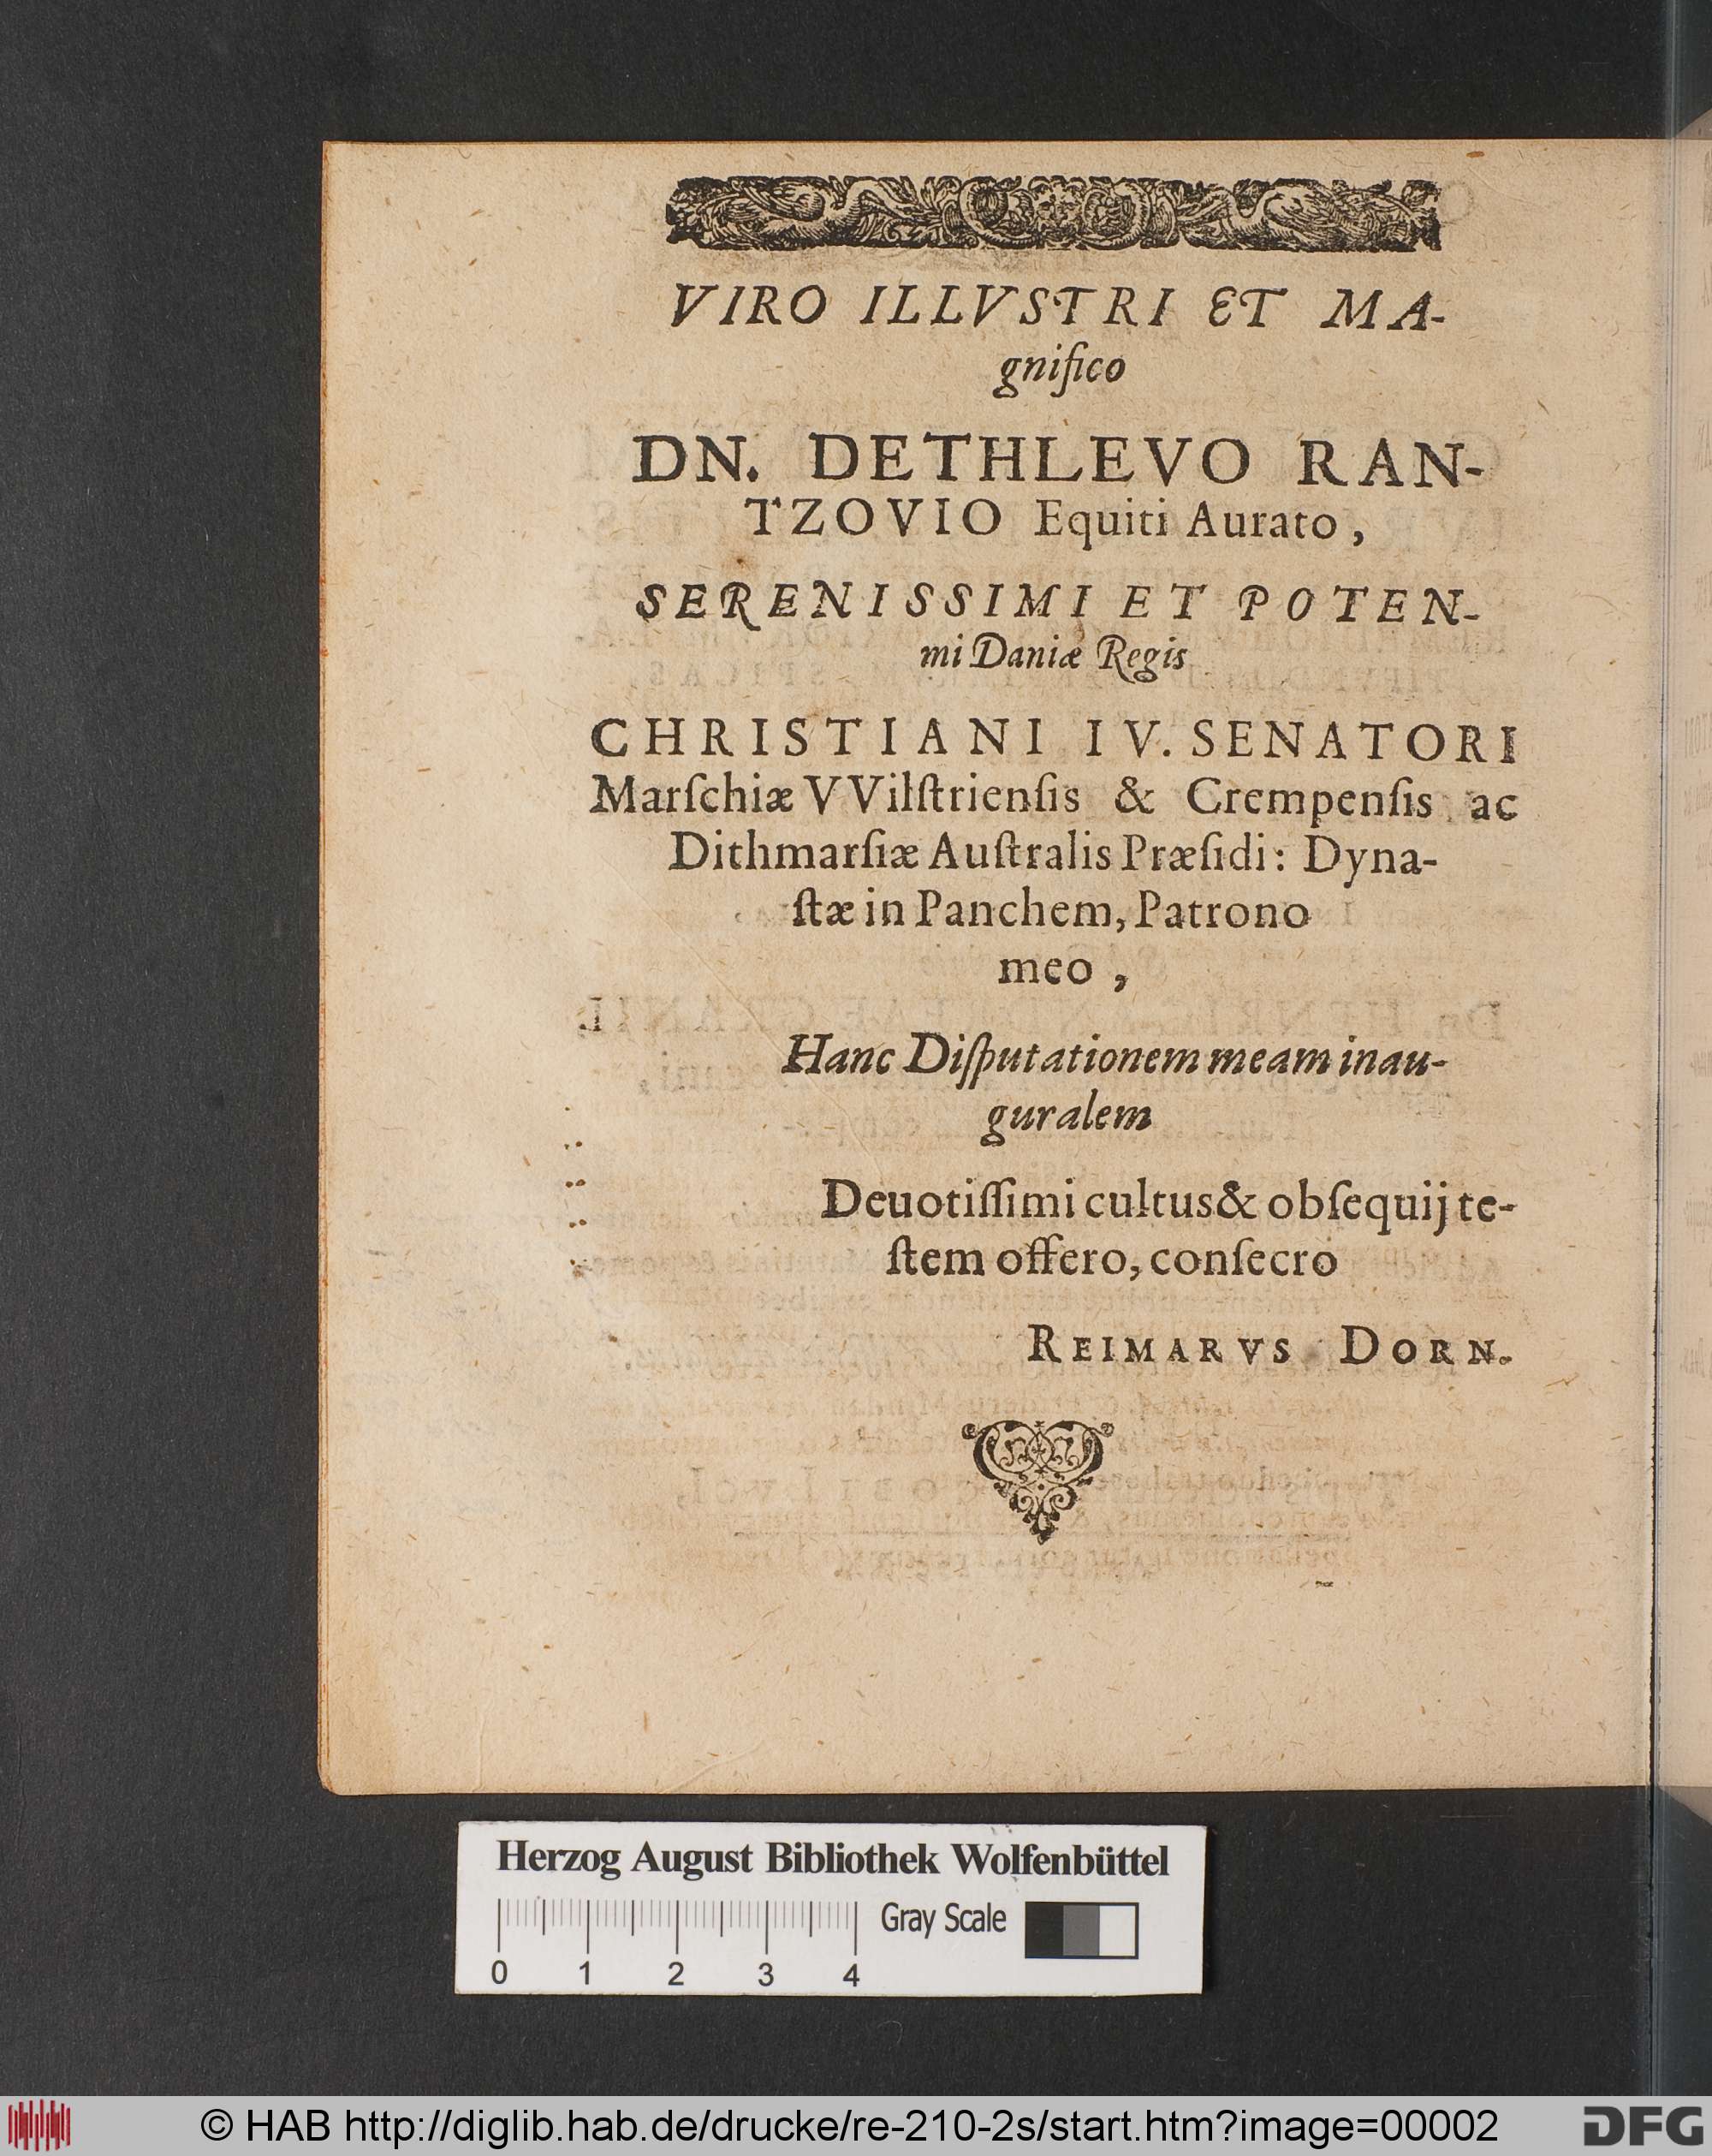 VIRO ILLVSTRI ET MA-
gnifico
DN. DETHLEVO RAN-
TZOVIO Equiti Aurato,
SERENISSIMI ET POTEN-
mi Daniæ Regis
CHRISTIANI IV. SENATORI
Marſchiæ VVilſtrienſis & Crempenſis ac
Dithmarſiæ Auſtralis Præſidi: Dyna-
ſtæ in Panchem, Patrono
meo,
Hanc Diſputationem meam inau-
guralem
Deuotiſſimi cultus & obſequij te-
ſtem offero, conſecro
REIMARVS DORN.
Herzog August Bibliothek Wolfenbüttel
Gray Scale
0 1 2 3 4
© HAB http://diglib.hab.de/drucke/re-210-2s/start.htm?image=00002
DFG